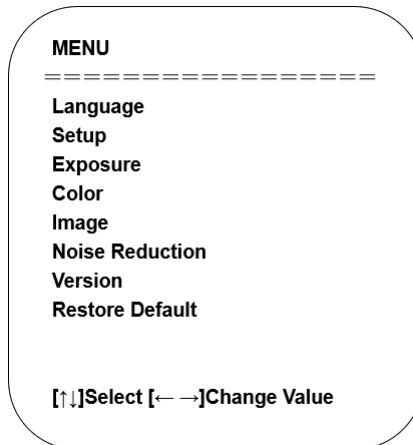 MENU
=================
Language
Setup
Exposure
Color
Image
Noise Reduction
Version
Restore Default
[↑↓]Select [← →]Change Value